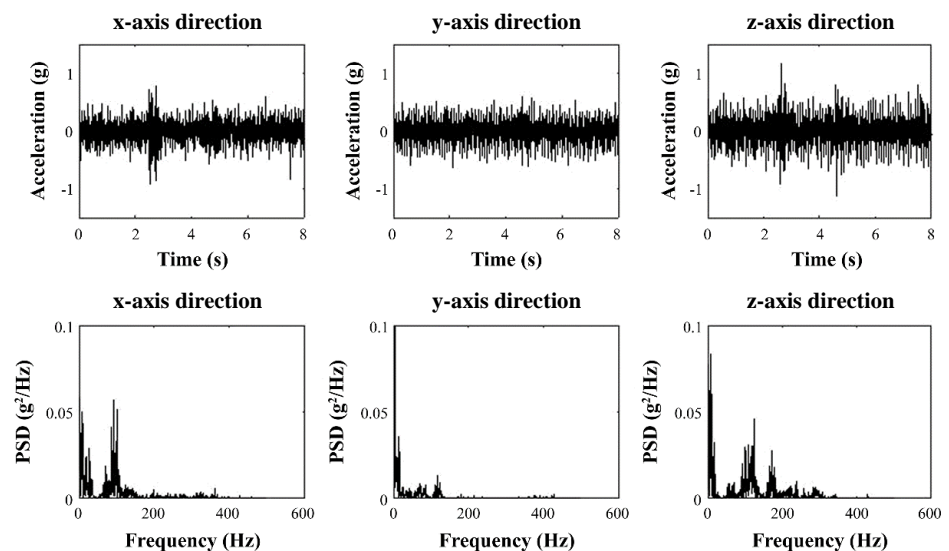 x-axis direction
y-axis direction
z-axis direction
Acceleration (g)
1
0
-1
0 2 4 6 8
Time (s)
Acceleration (g)
1
0
-1
0 2 4 6 8
Time (s)
Acceleration (g)
1
0
-1
0 2 4 6 8
Time (s)
x-axis direction
y-axis direction
z-axis direction
PSD (g²/Hz)
0.1
0.05
0
0 200 400 600
Frequency (Hz)
PSD (g²/Hz)
0.1
0.05
0
0 200 400 600
Frequency (Hz)
PSD (g²/Hz)
0.1
0.05
0
0 200 400 600
Frequency (Hz)